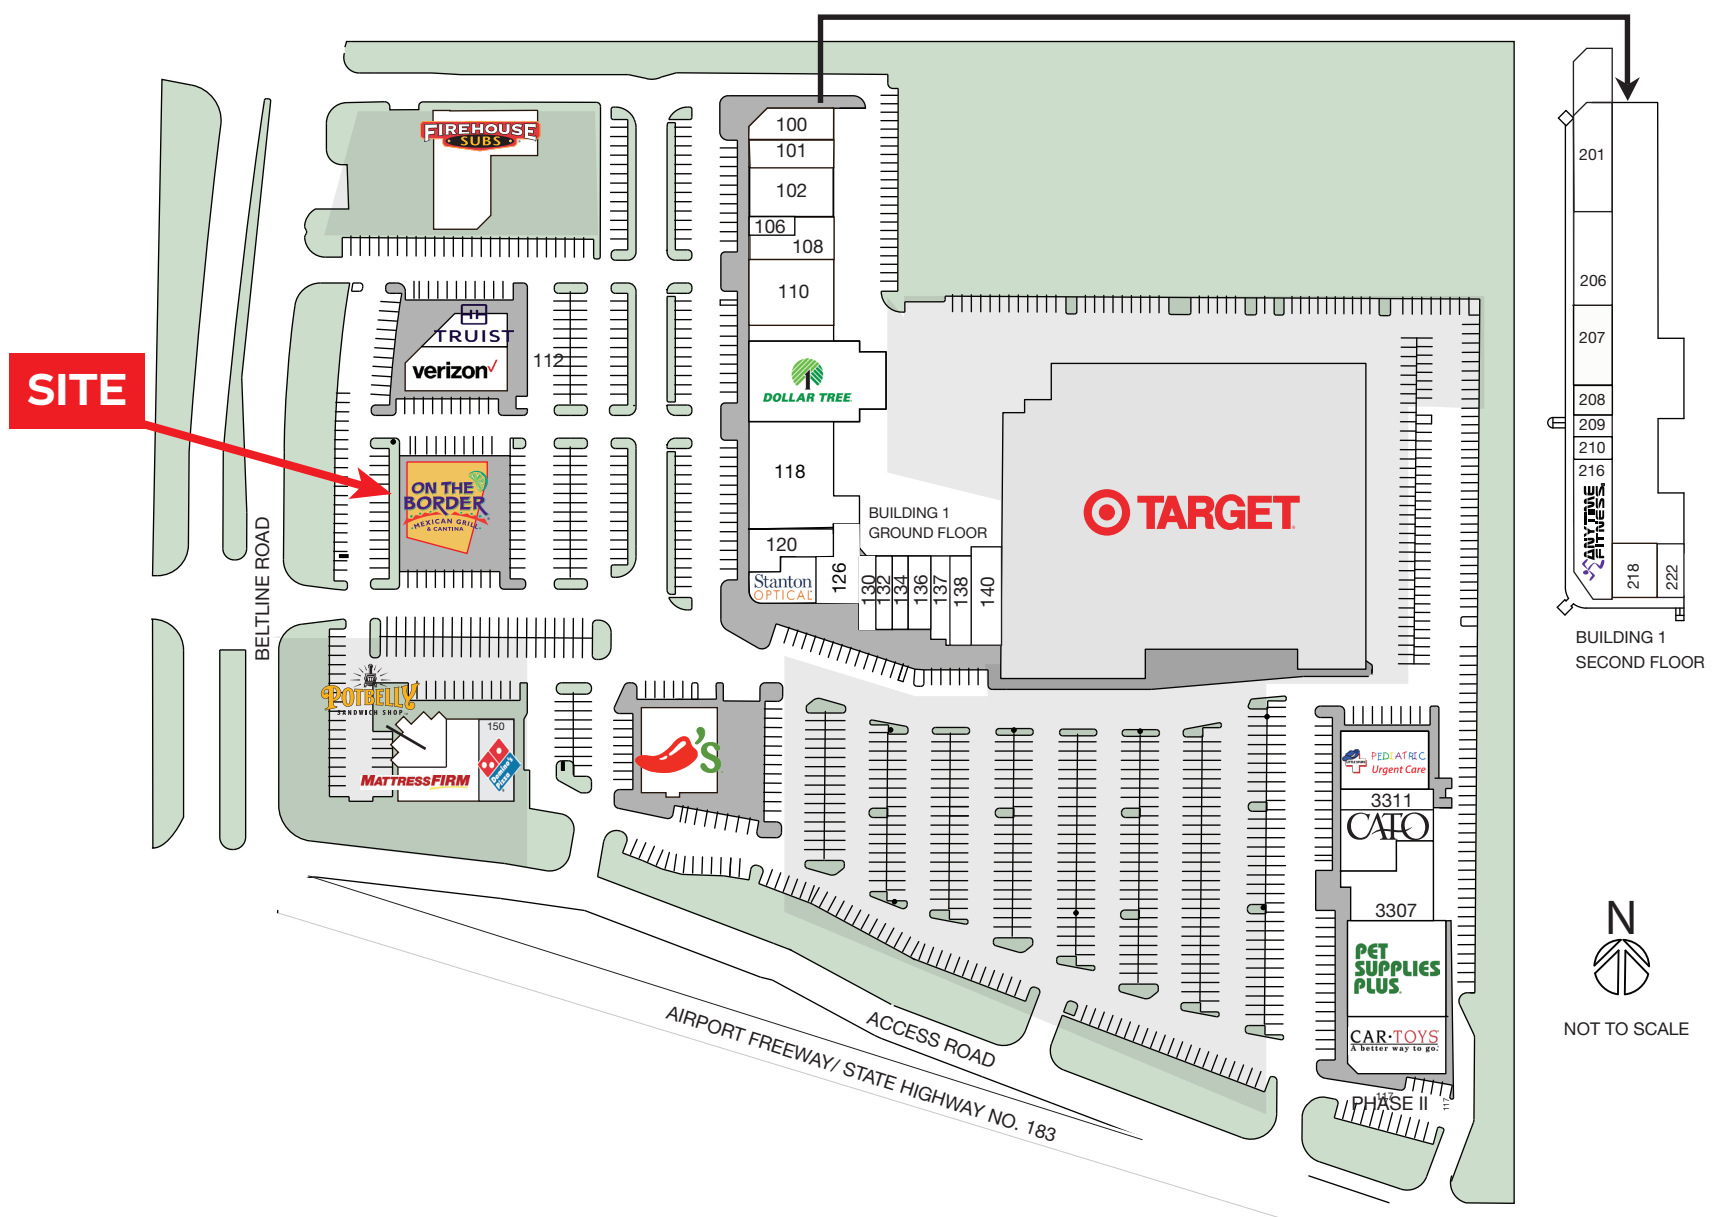 FIREHOUSE
SUBS
100
101
102
106
108
110
201
206
207
208
209
210
216
ANYTIME
FITNESS
218
222
BUILDING 1
SECOND FLOOR
TRUIST
verizon
112
SITE
DOLLAR TREE
ON THE
BORDER
MEXICAN GRILL
& CANTINA
118
BUILDING 1
GROUND FLOOR
TARGET
120
Stanton
OPTICAL
126
130
132
134
136
137
138
140
BELTLINE ROAD
POTBELLY
SANDWICH SHOP
150
MATTRESSFIRM
Domino's
Pizza
'S
PEDIATRIC
Urgent Care
3311
CATO
3307
PET
SUPPLIES
PLUS
CAR·TOYS
A better way to go.
PHASE II
117
117
N
NOT TO SCALE
ACCESS ROAD
AIRPORT FREEWAY/ STATE HIGHWAY NO. 183